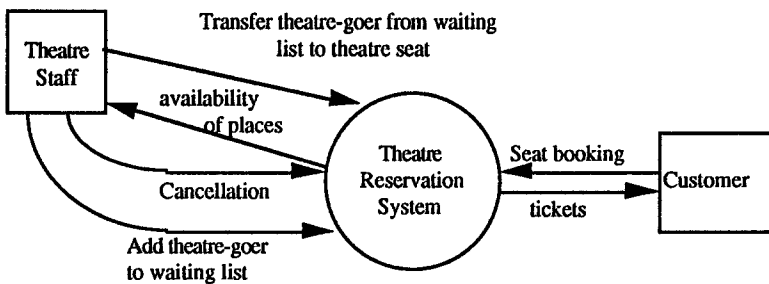 Transfer theatre-goer from waiting
list to theatre seat
Theatre
Staff
availability
of places
Cancellation
Add theatre-goer
to waiting list
Theatre
Reservation
System
Seat booking
tickets
Customer